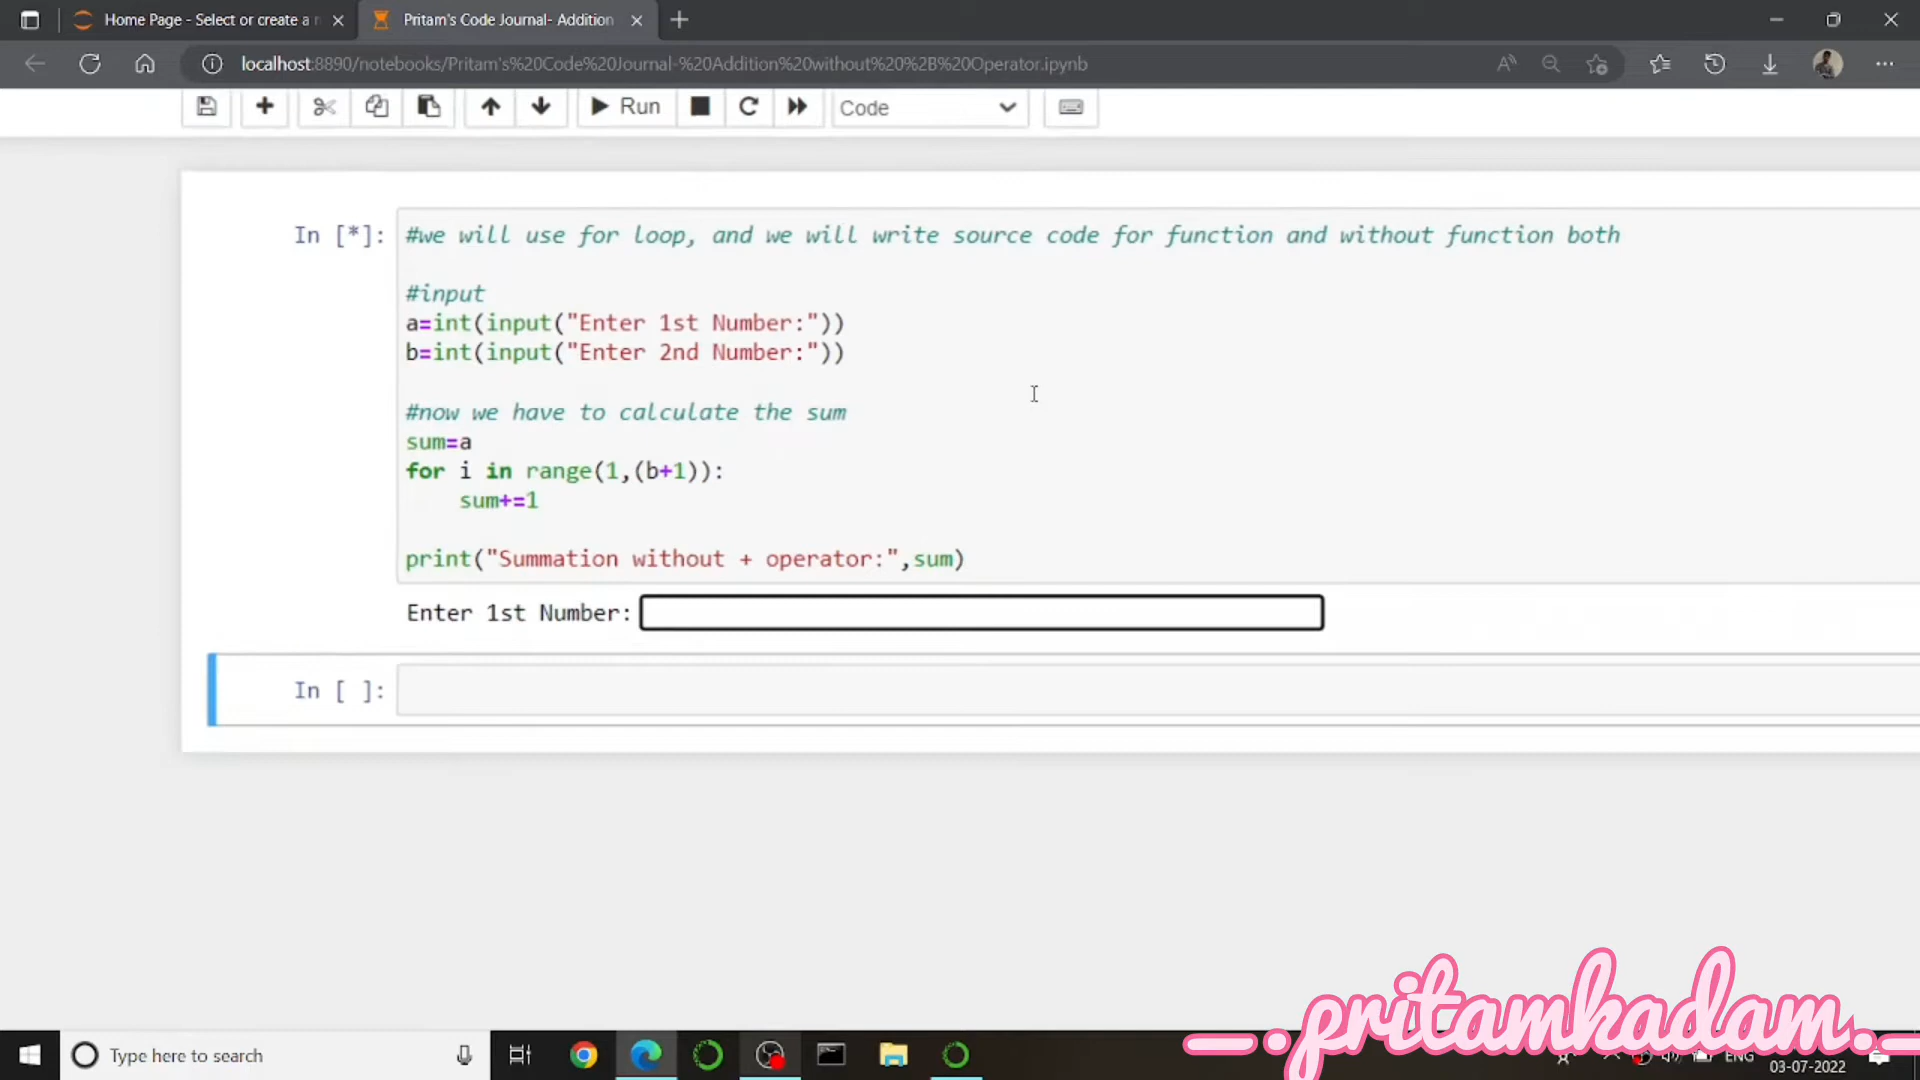 Home Page - Select or create a n
Pritam's Code Journal- Addition
localhost:8890/notebooks/Pritam's%20Code%20Journal-%20Addition%20without%20%2B%20Operator.ipynb
Run
Code
In [*]:
#we will use for loop, and we will write source code for function and without function both
#input
a=int(input("Enter 1st Number:"))
b=int(input("Enter 2nd Number:"))
#now we have to calculate the sum
sum=a
for i in range(1,(b+1)):
    sum+=1
print("Summation without + operator:",sum)
Enter 1st Number:
In [ ]:
_.pritamkadam._
Type here to search
ENG
03-07-2022